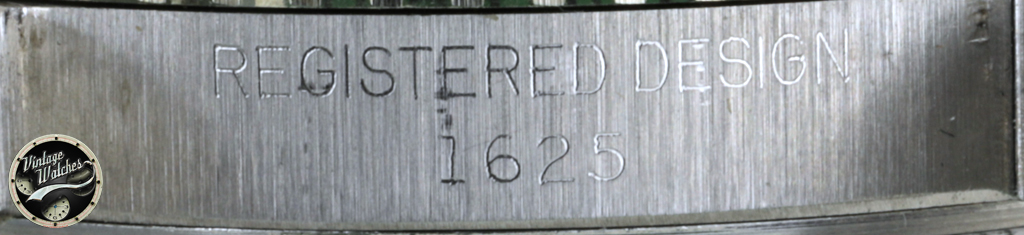 REGISTERED DESIGN
1625
Vintage
Watches